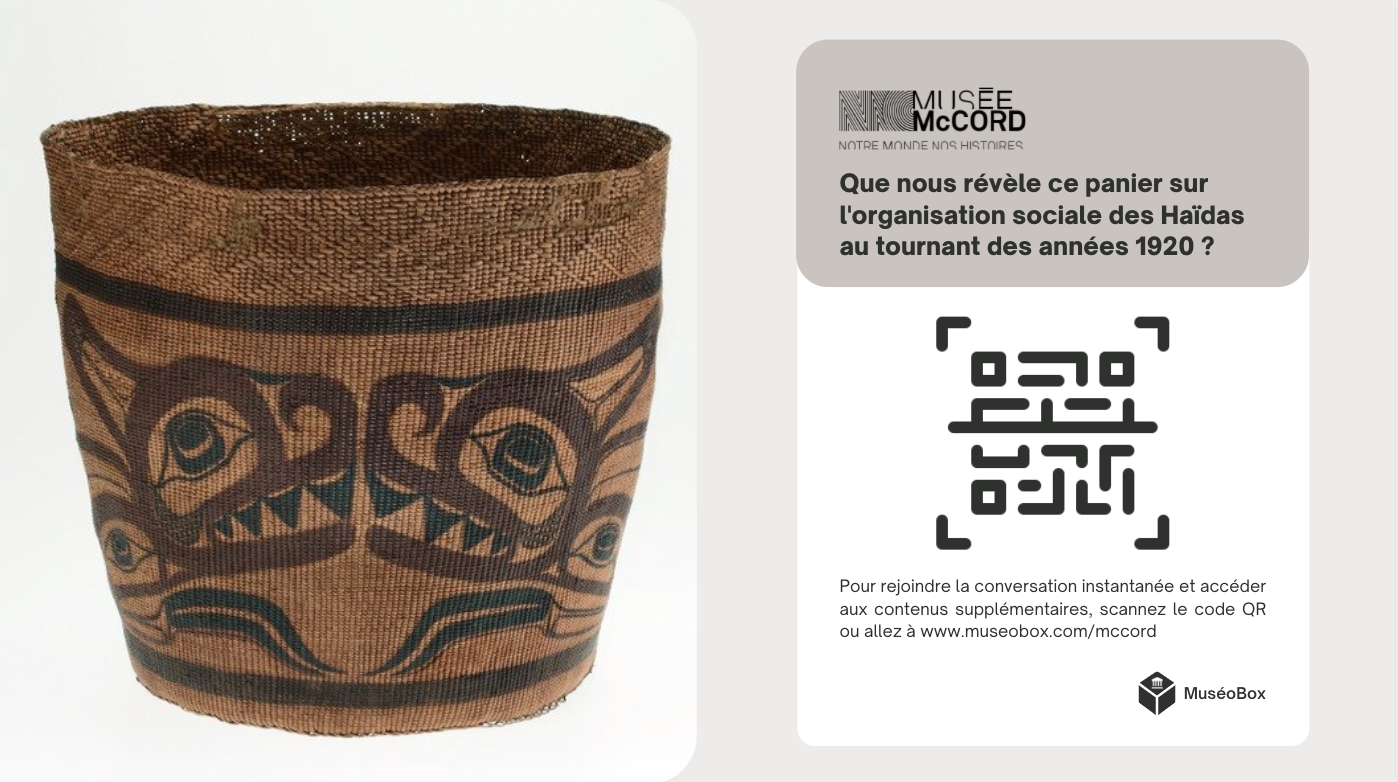 MUSÉE
McCORD
NOTRE MONDE NOS HISTOIRES
Que nous révèle ce panier sur
l'organisation sociale des Haïdas
au tournant des années 1920 ?
Pour rejoindre la conversation instantanée et accéder
aux contenus supplémentaires, scannez le code QR
ou allez à www.museobox.com/mccord
MuséoBox